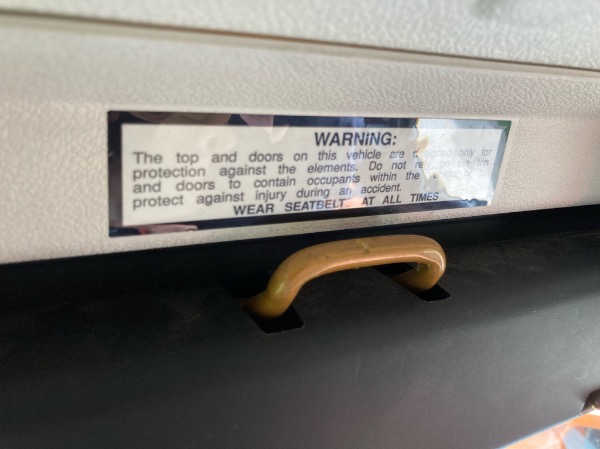 WARNING:
The top and doors on this vehicle are only for
protection against the elements. Do not top
and doors to contain occupants within the
protect against injury during an accident.
WEAR SEATBELTS AT ALL TIMES